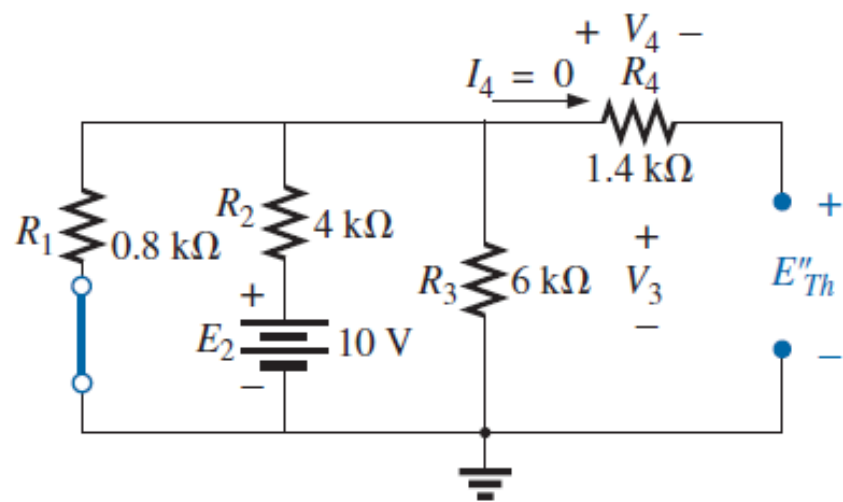 + V₄ −
I₄ = 0 R₄
1.4 kΩ
R₁ 0.8 kΩ
R₂ 4 kΩ
+
E₂ 10 V
−
R₃ 6 kΩ
+
V₃
−
+
E″Th
−